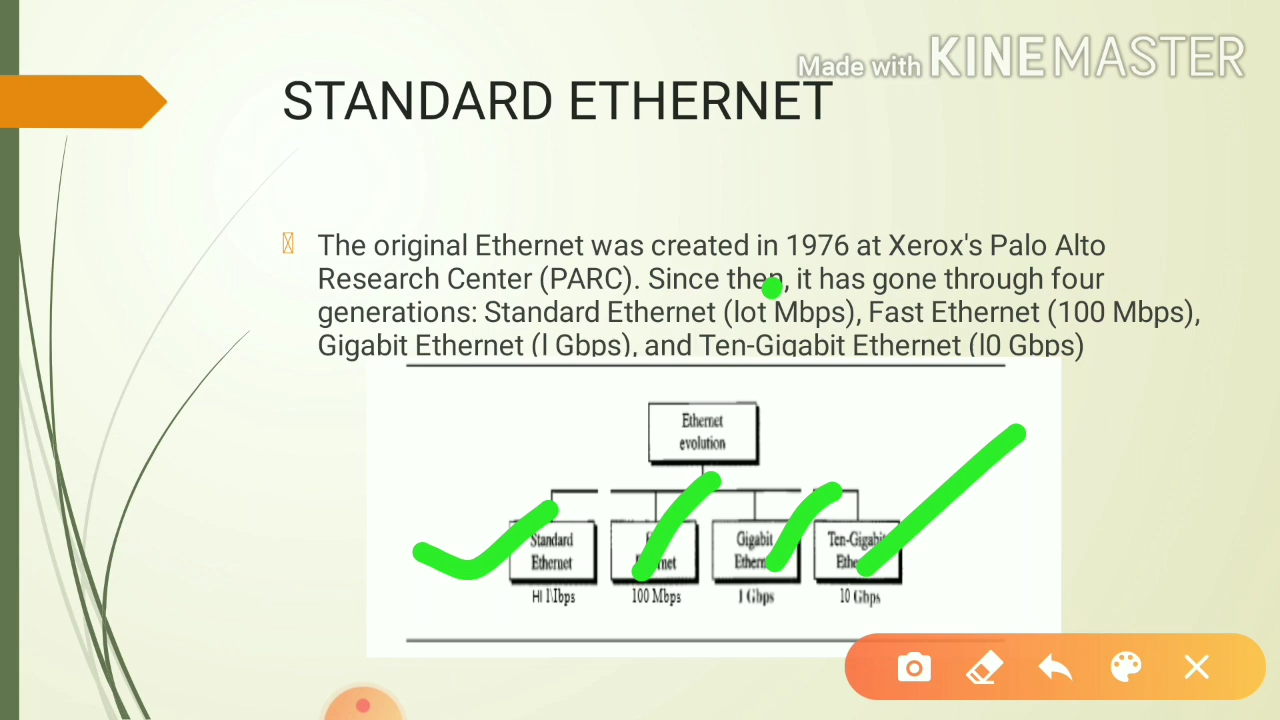 Made with KINEMASTER
STANDARD ETHERNET
The original Ethernet was created in 1976 at Xerox's Palo Alto
Research Center (PARC). Since then, it has gone through four
generations: Standard Ethernet (lot Mbps), Fast Ethernet (100 Mbps),
Gigabit Ethernet (l Gbps), and Ten-Gigabit Ethernet (l0 Gbps)
Ethernet
evolution
Standard
Ethernet
Gigabit
Ten-Gigabit
100 Mbps
1 Gbps
10 Gbps